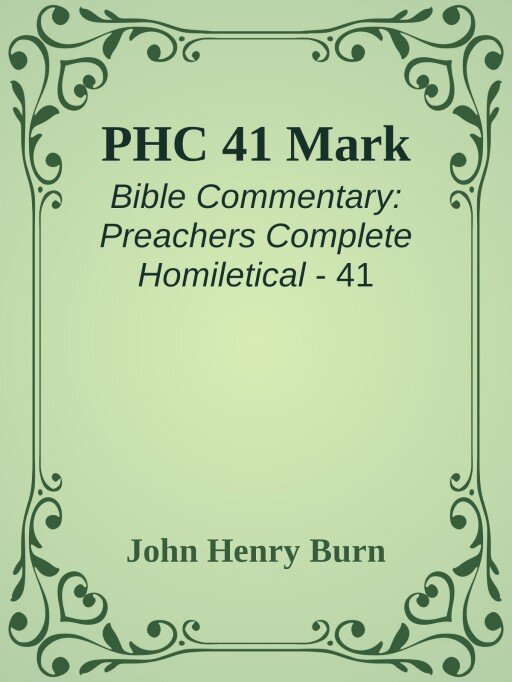 PHC 41 Mark
Bible Commentary:
Preachers Complete
Homiletical - 41
John Henry Burn